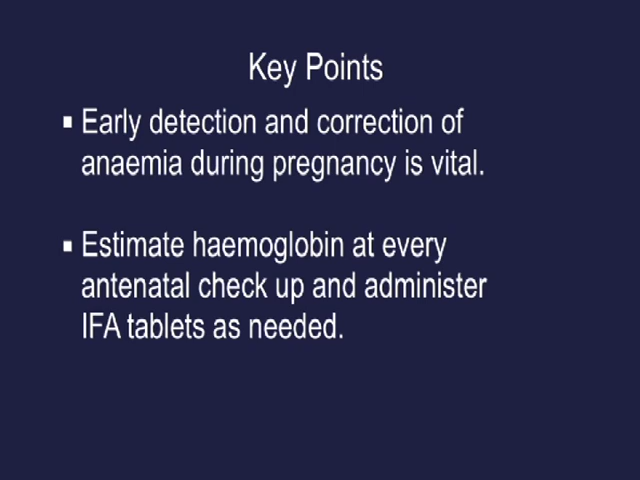 Key Points
▪ Early detection and correction of
anaemia during pregnancy is vital.
▪ Estimate haemoglobin at every
antenatal check up and administer
IFA tablets as needed.